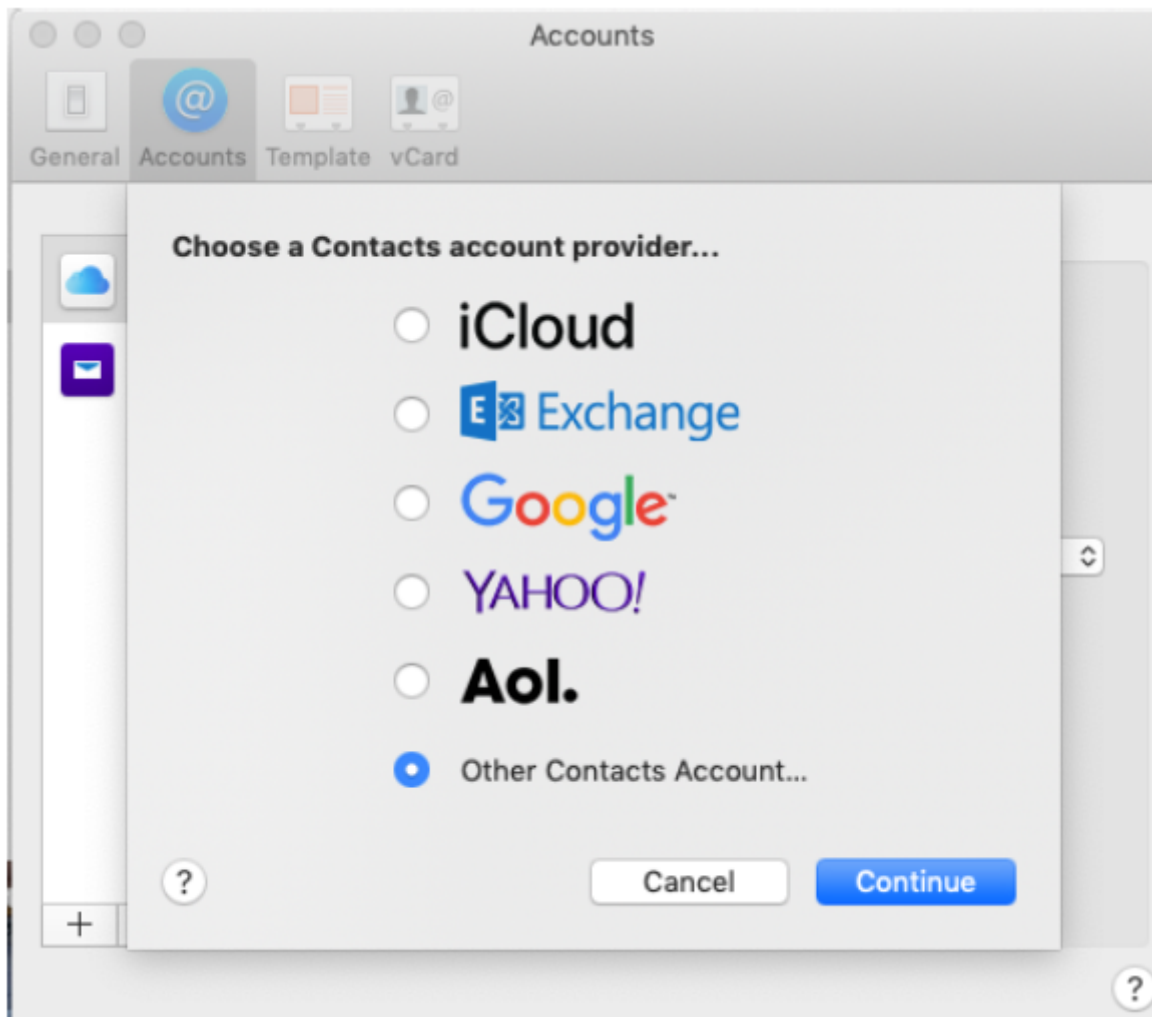 Accounts
General Accounts Template vCard
Choose a Contacts account provider...
iCloud
Exchange
Google
YAHOO!
Aol.
Other Contacts Account...
? Cancel Continue
+
?